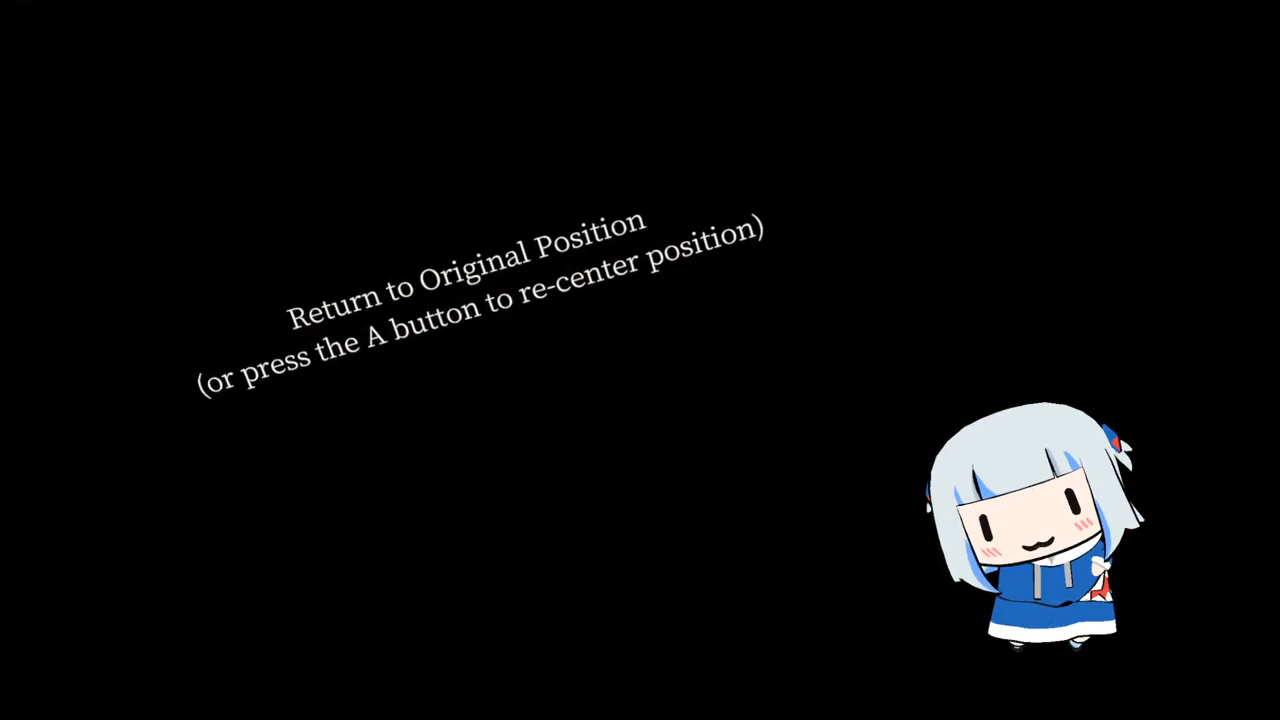 Return to Original Position
(or press the A button to re-center position)